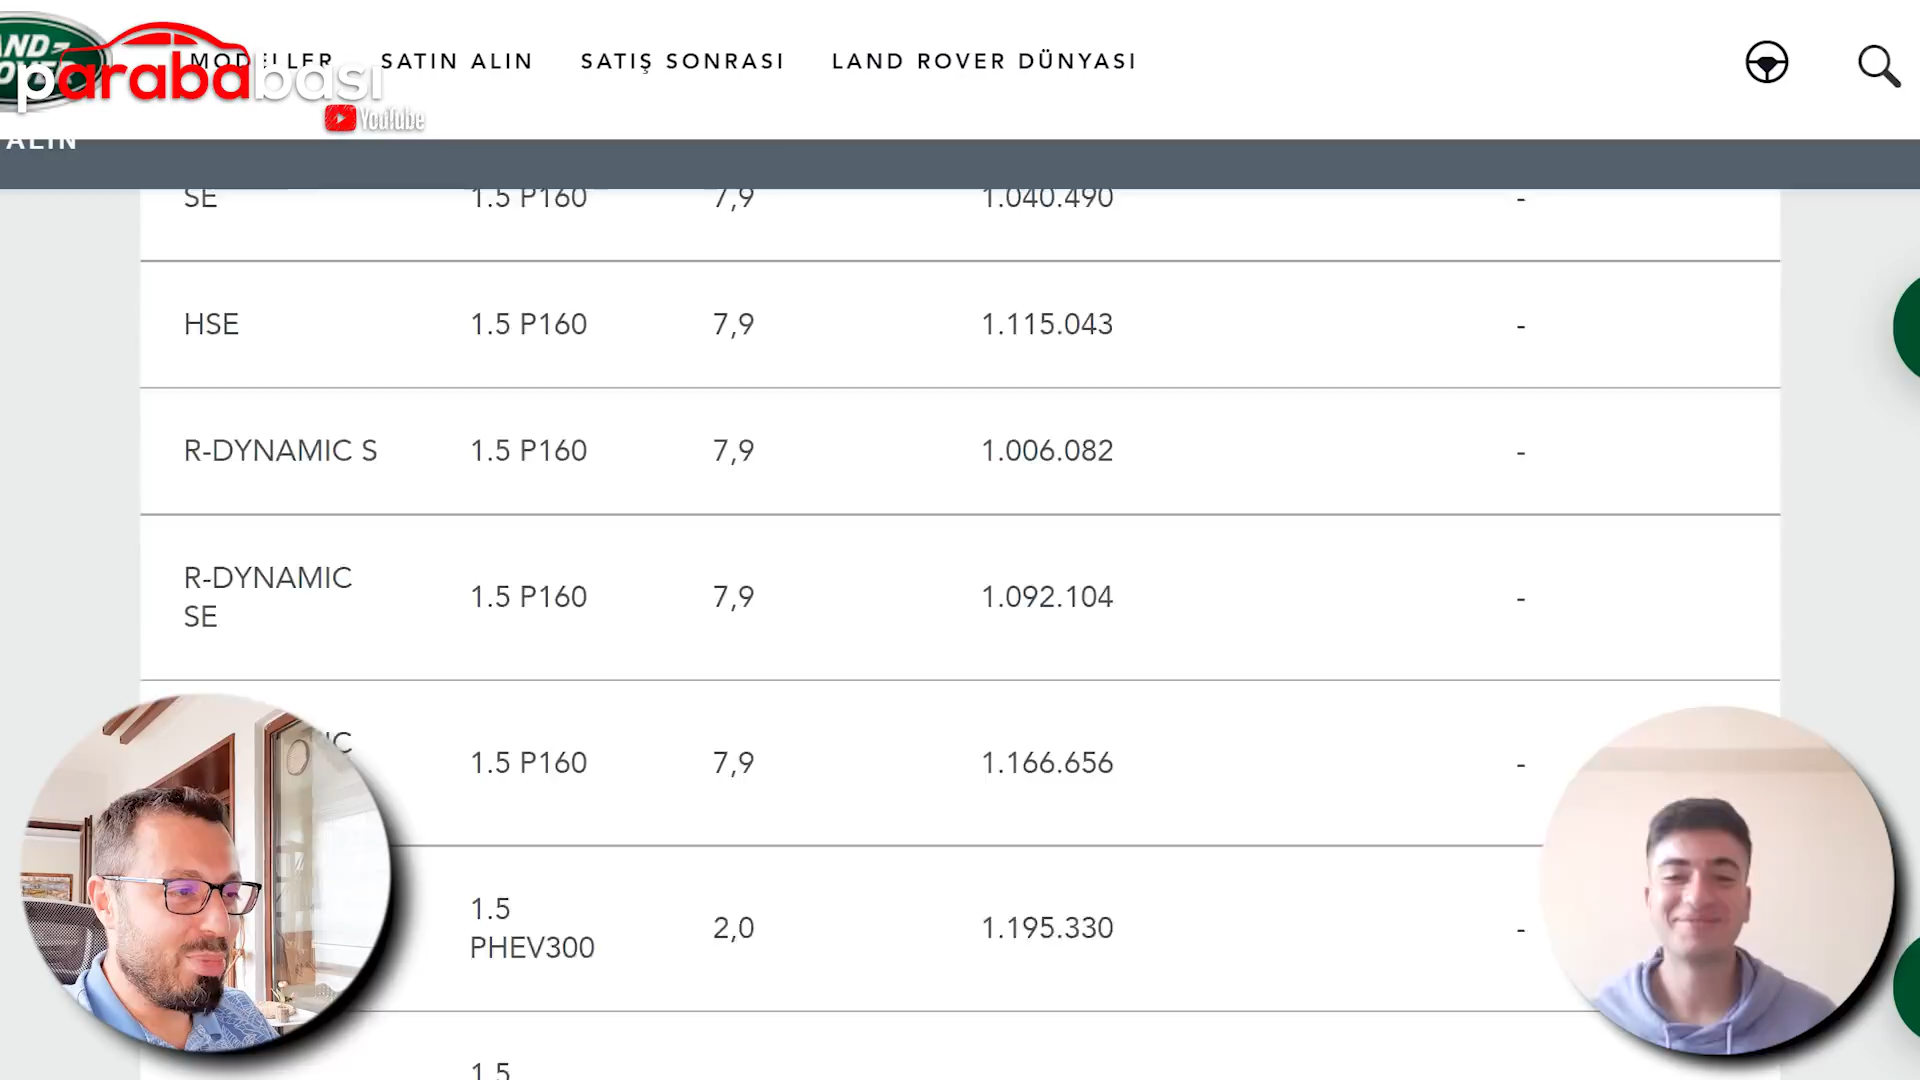 MODELLER SATIN ALIN SATIŞ SONRASI LAND ROVER DÜNYASI
parababası
YouTube
ALIN
SE 1.5 P160 7,9 1.040.490 -
HSE 1.5 P160 7,9 1.115.043 -
R-DYNAMIC S 1.5 P160 7,9 1.006.082 -
R-DYNAMIC
SE 1.5 P160 7,9 1.092.104 -
1.5 P160 7,9 1.166.656 -
1.5
PHEV300 2,0 1.195.330 -
1.5